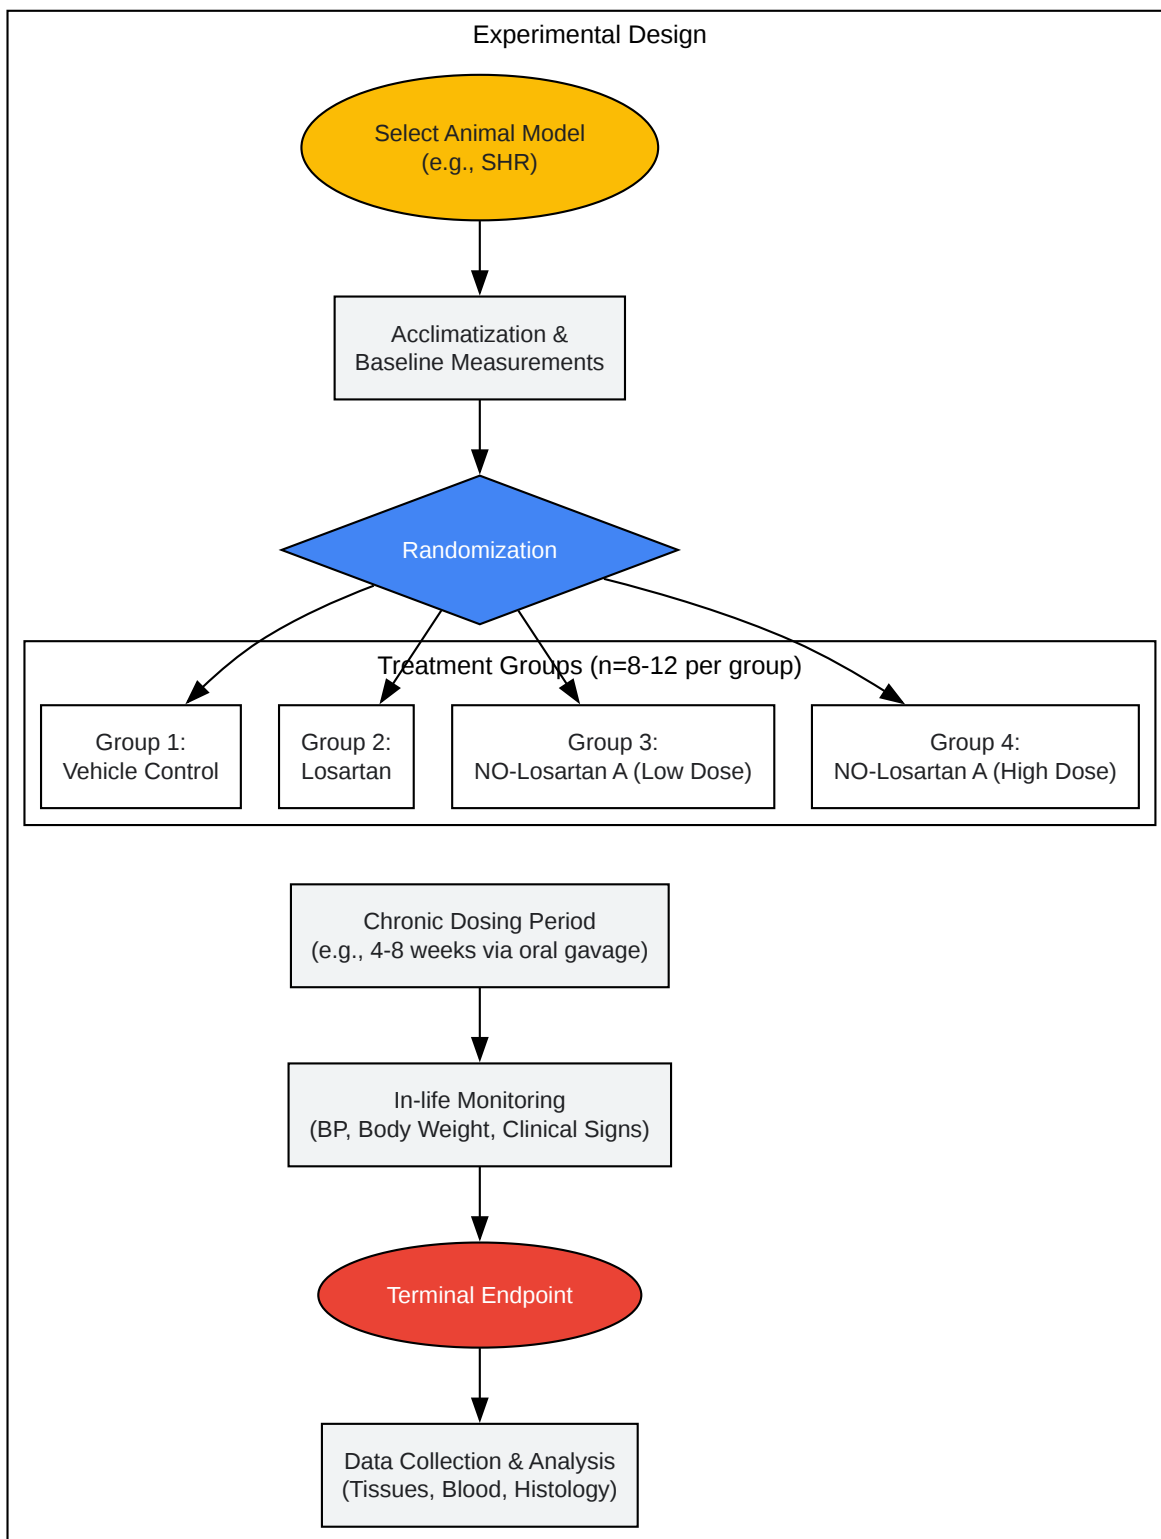 Experimental Design
Select Animal Model
(e.g., SHR)
Acclimatization &
Baseline Measurements
Randomization
Treatment Groups (n=8-12 per group)
Group 1:
Vehicle Control
Group 2:
Losartan
Group 3:
NO-Losartan A (Low Dose)
Group 4:
NO-Losartan A (High Dose)
Chronic Dosing Period
(e.g., 4-8 weeks via oral gavage)
In-life Monitoring
(BP, Body Weight, Clinical Signs)
Terminal Endpoint
Data Collection & Analysis
(Tissues, Blood, Histology)